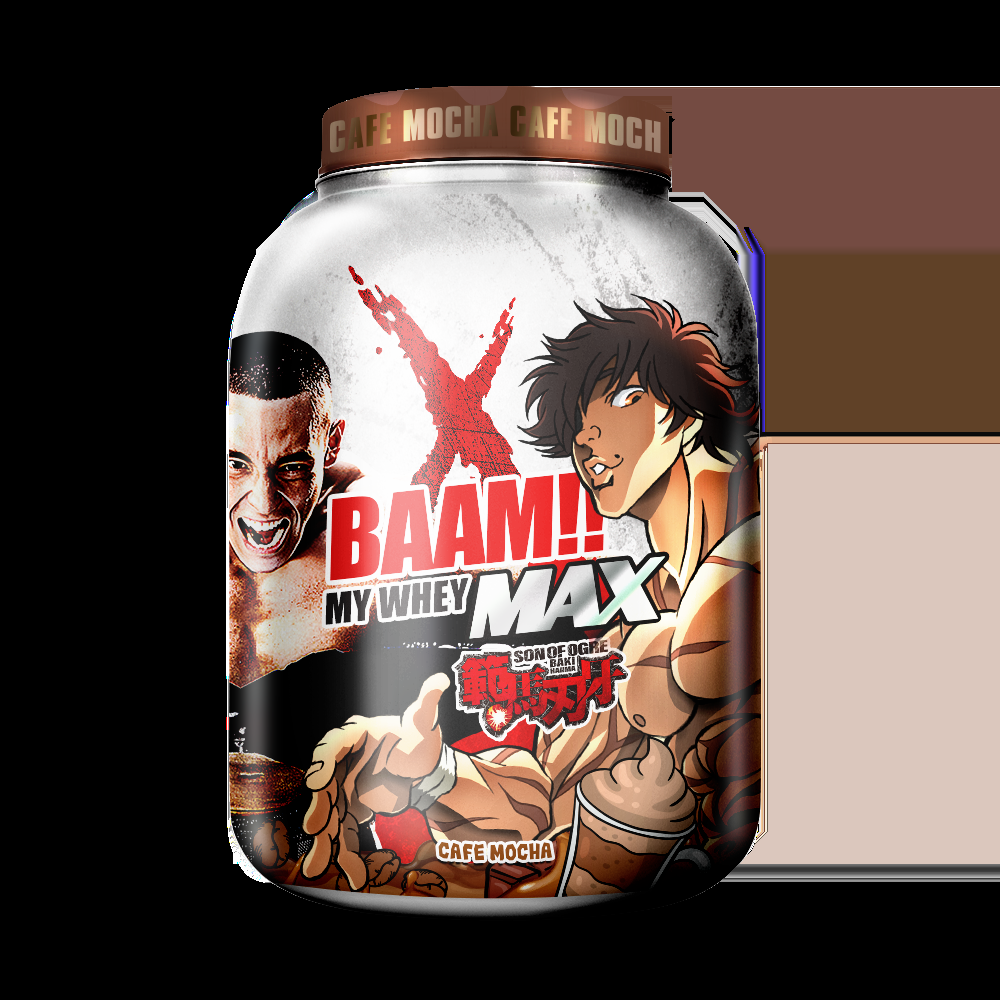 CAFE MOCHA CAFE MOCH
X
BAAM!!
MY WHEY MAX
SON OF OGRE
BAKI
HANMA
範馬刃牙
CAFE MOCHA